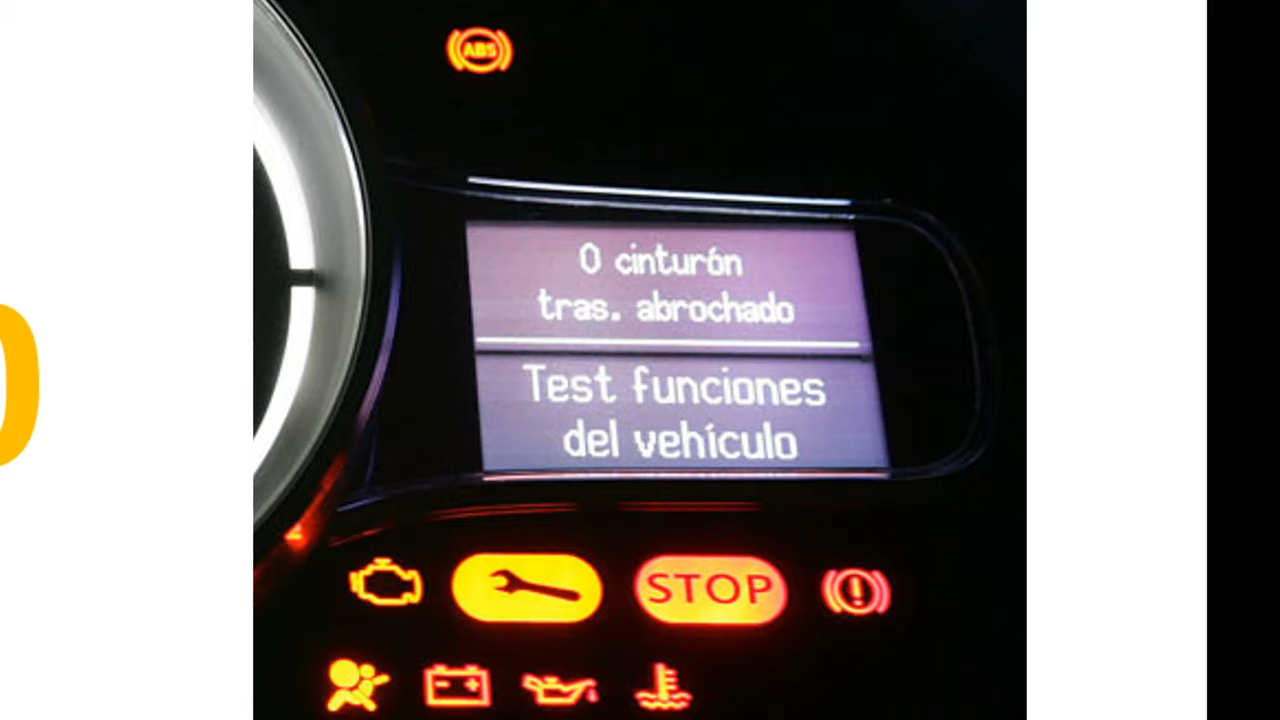 ABS
0 cinturón
tras. abrochado
Test funciones
del vehículo
STOP